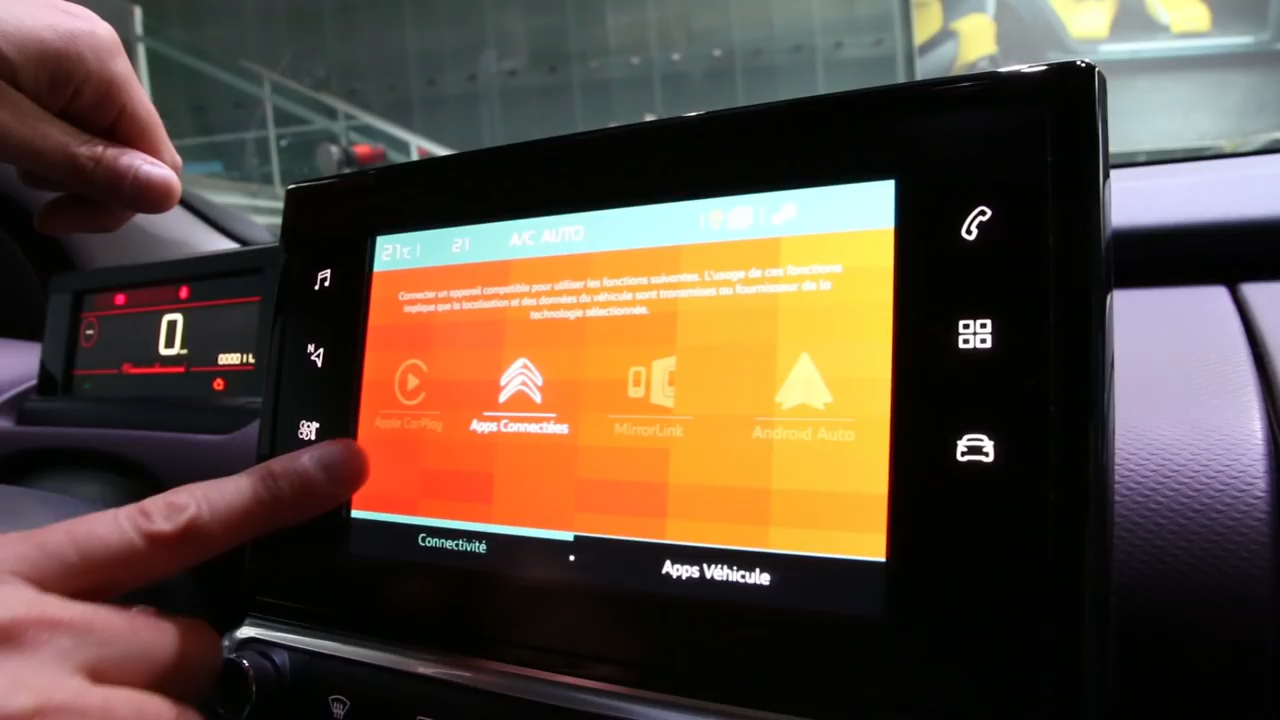 21°C
21
A/C AUTO
Connecter un appareil compatible pour utiliser les fonctions suivantes. L'usage de ces fonctions
implique que la localisation et des données du véhicule sont transmises au fournisseur de la
technologie sélectionnée.
Apple CarPlay
Apps Connectées
MirrorLink
Android Auto
Connectivité
Apps Véhicule
N
0